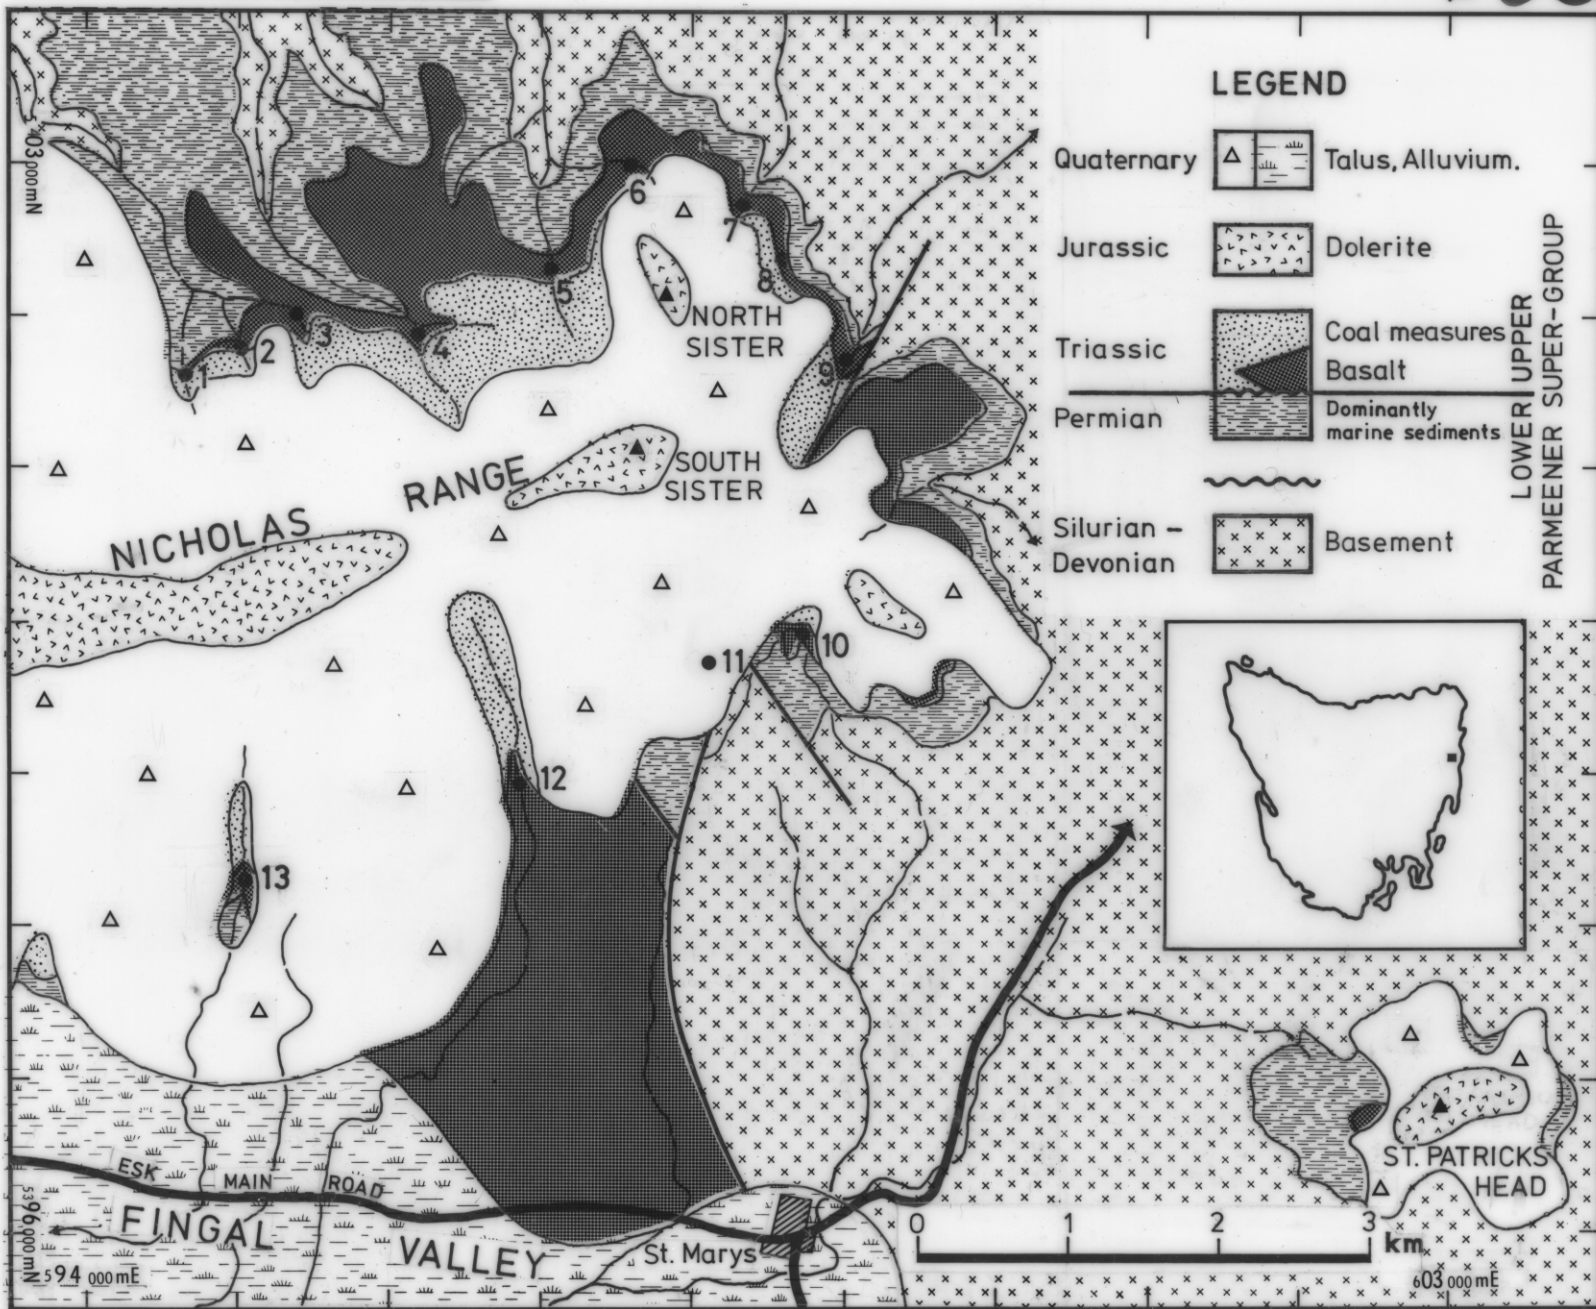 LEGEND
Quaternary
Talus, Alluvium.
Jurassic
Dolerite
Triassic
Coal measures
Basalt
Permian
Dominantly
marine sediments
Silurian –
Devonian
Basement
LOWER UPPER
PARMEENER SUPER-GROUP
03 000mN
1
2
3
4
5
6
7
8
9
NORTH
SISTER
SOUTH
SISTER
NICHOLAS RANGE
10
11
12
13
ESK MAIN ROAD
FINGAL VALLEY
St. Marys
ST. PATRICKS
HEAD
0 1 2 3
km
5396 000mN
594 000mE
603 000mE